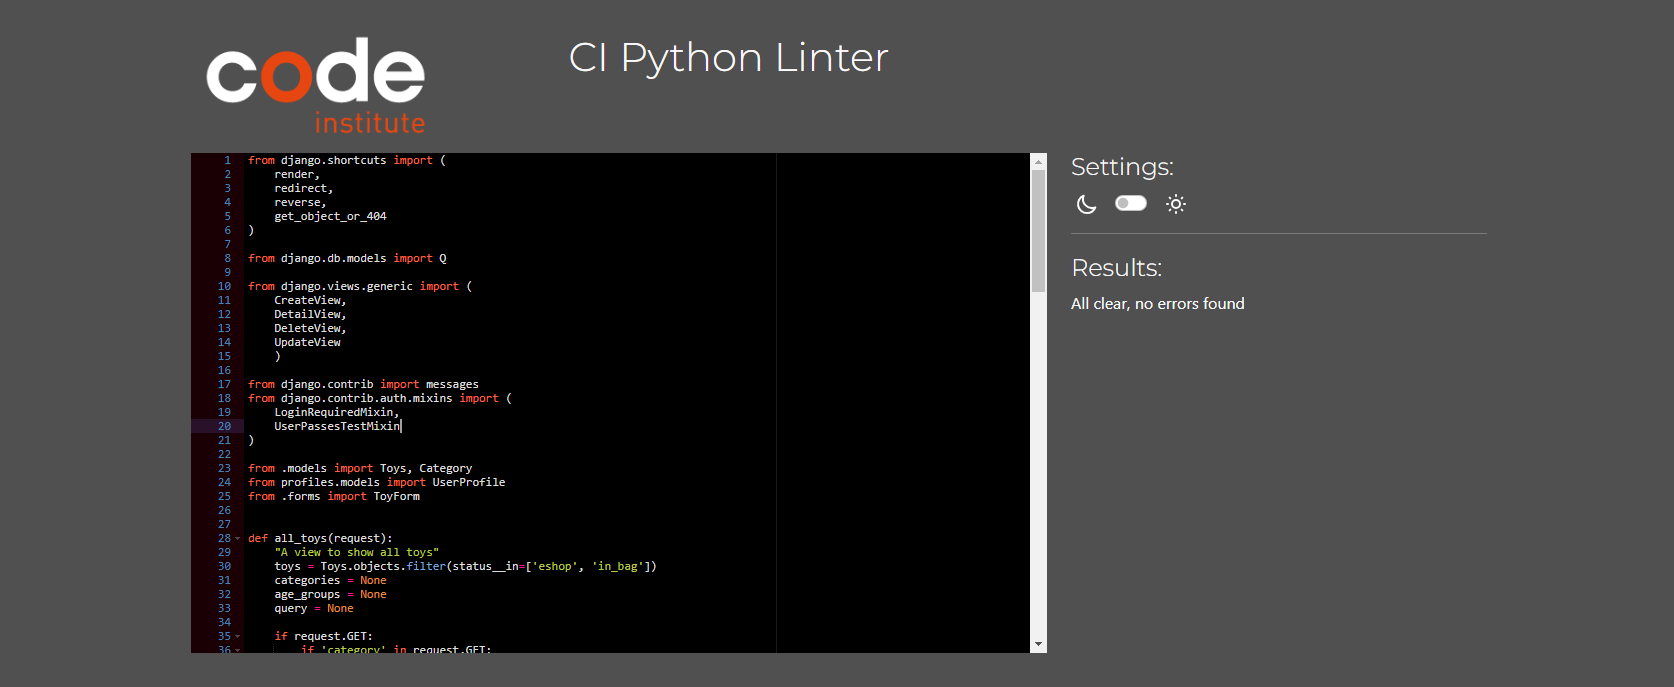 code
institute
CI Python Linter
1 from django.shortcuts import (
2     render,
3     redirect,
4     reverse,
5     get_object_or_404
6 )
7
8 from django.db.models import Q
9
10 from django.views.generic import (
11     CreateView,
12     DetailView,
13     DeleteView,
14     UpdateView
15     )
16
17 from django.contrib import messages
18 from django.contrib.auth.mixins import (
19     LoginRequiredMixin,
20     UserPassesTestMixin
21 )
22
23 from .models import Toys, Category
24 from profiles.models import UserProfile
25 from .forms import ToyForm
26
27
28 def all_toys(request):
29     "A view to show all toys"
30     toys = Toys.objects.filter(status__in=['eshop', 'in_bag'])
31     categories = None
32     age_groups = None
33     query = None
34
35     if request.GET:
36         if 'category' in request.GET:
Settings:
Results:
All clear, no errors found